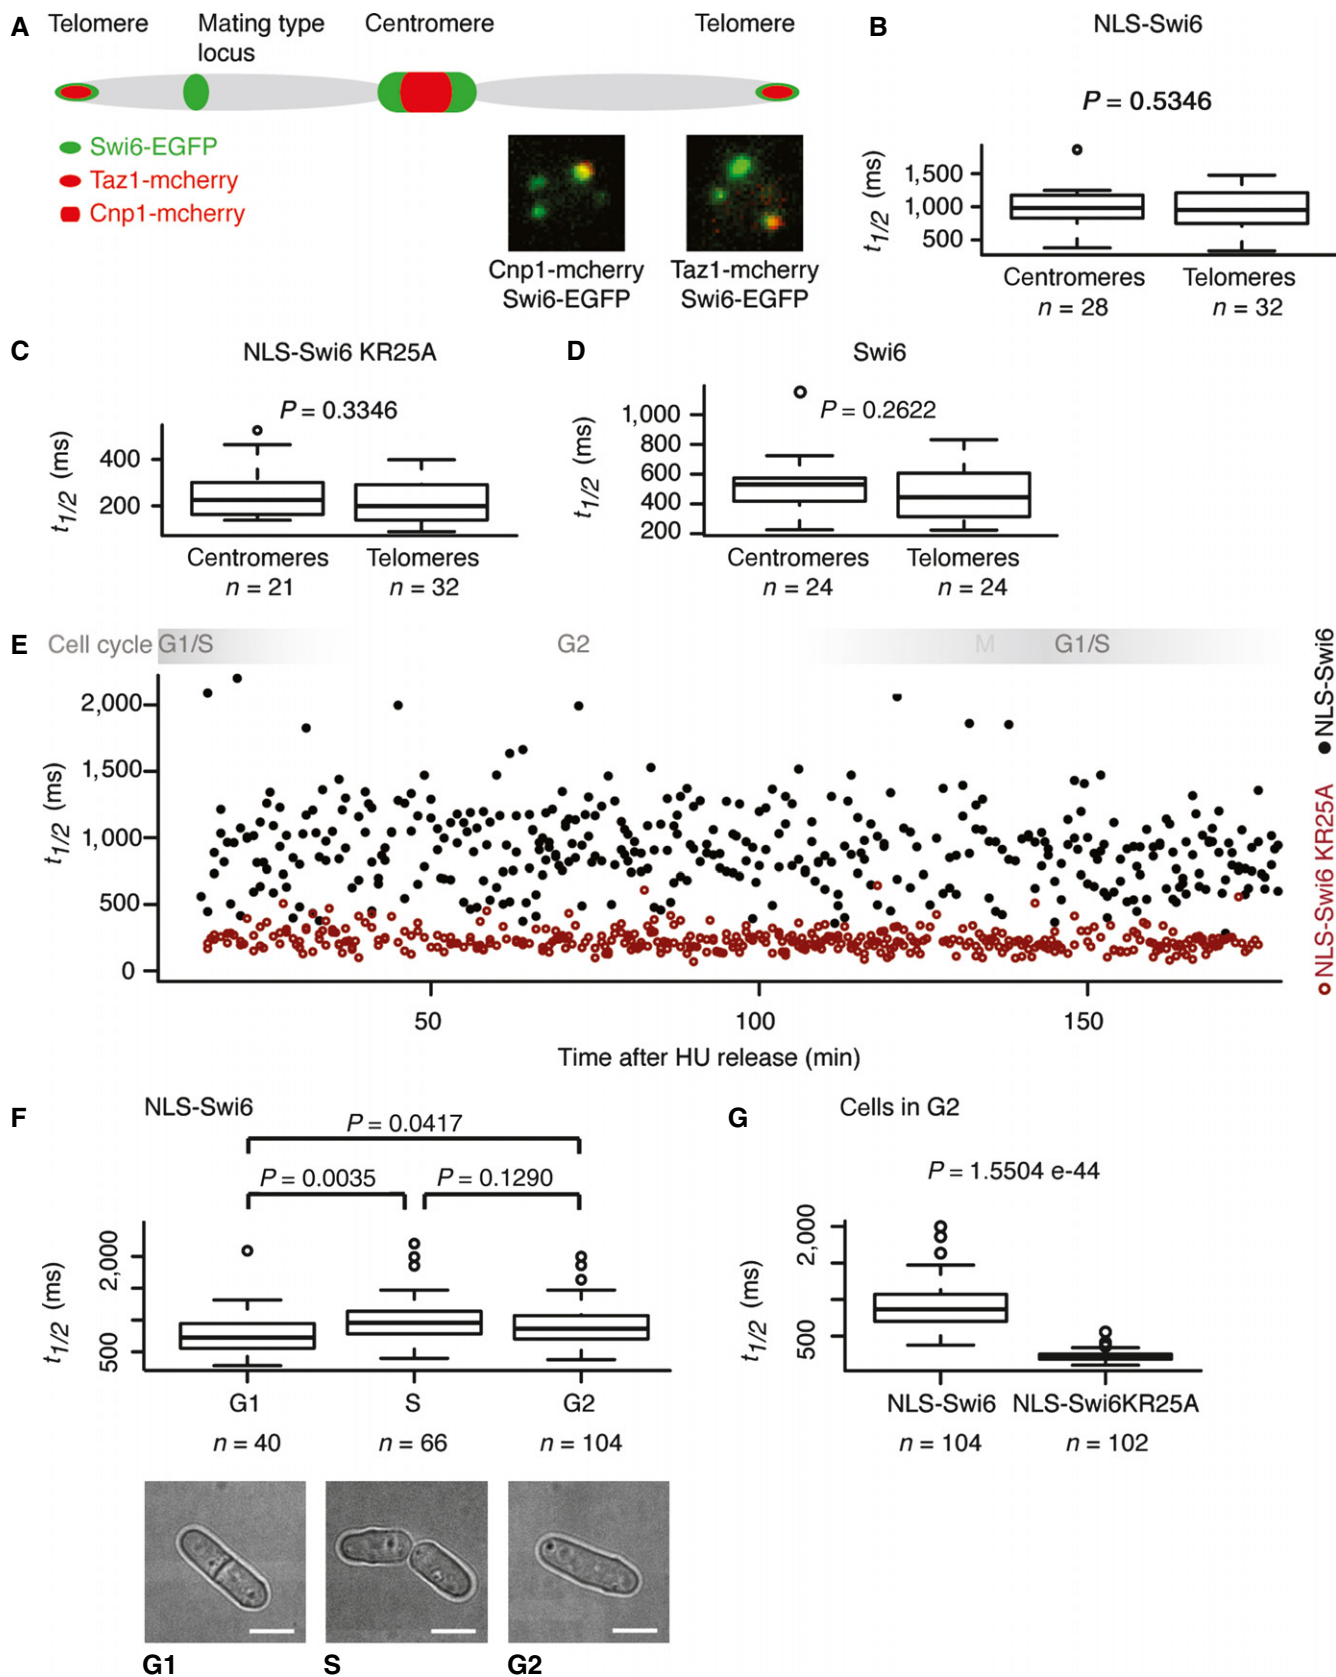 A
Telomere
Mating type
locus
Centromere
Telomere
Swi6-EGFP
Taz1-mcherry
Cnp1-mcherry
Cnp1-mcherry
Swi6-EGFP
Taz1-mcherry
Swi6-EGFP
B
NLS-Swi6
P = 0.5346
t1/2 (ms)
1,500
1,000
500
Centromeres
n = 28
Telomeres
n = 32
C
NLS-Swi6 KR25A
P = 0.3346
t1/2 (ms)
400
200
Centromeres
n = 21
Telomeres
n = 32
D
Swi6
P = 0.2622
t1/2 (ms)
1,000
800
600
400
200
Centromeres
n = 24
Telomeres
n = 24
E
Cell cycle G1/S
G2
M
G1/S
t1/2 (ms)
2,000
1,500
1,000
500
0
50
100
150
Time after HU release (min)
NLS-Swi6 KR25A
NLS-Swi6
F
NLS-Swi6
P = 0.0417
P = 0.0035
P = 0.1290
t1/2 (ms)
2,000
500
G1
S
G2
n = 40
n = 66
n = 104
G1
S
G2
G
Cells in G2
P = 1.5504 e-44
t1/2 (ms)
2,000
500
NLS-Swi6
NLS-Swi6KR25A
n = 104
n = 102